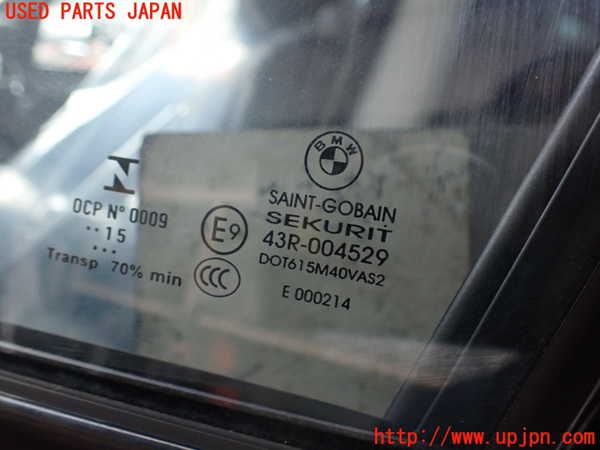 USED PARTS JAPAN
BMW
SAINT-GOBAIN
SEKURIT
43R-004529
DOT615M40VAS2
E 000214
E9
CCC
N
OCP N° 0009
··15
...
Transp 70% min
http://www.upjpn.com/